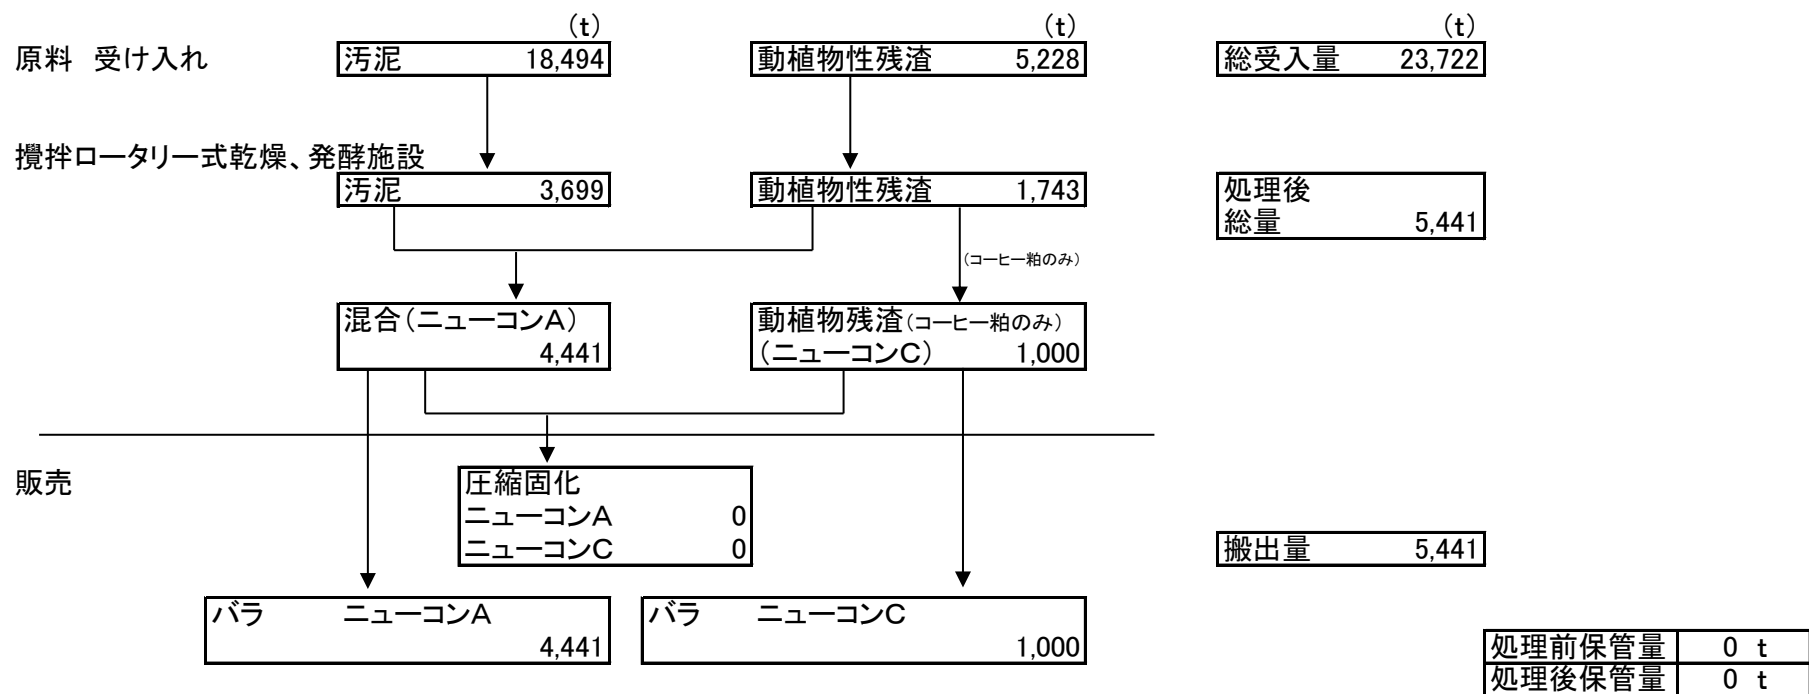 (t) (t) (t)
原料 受け入れ 汚泥 18,494 動植物性残渣 5,228 総受入量 23,722
攪拌ロータリー式乾燥、発酵施設
汚泥 3,699 動植物性残渣 1,743 処理後
総量 5,441
(コーヒー粕のみ)
混合(ニューコンA) 動植物残渣(コーヒー粕のみ)
4,441 (ニューコンC) 1,000
販売
圧縮固化
ニューコンA 0
ニューコンC 0 搬出量 5,441
バラ ニューコンA バラ ニューコンC
4,441 1,000
処理前保管量 0 t
処理後保管量 0 t